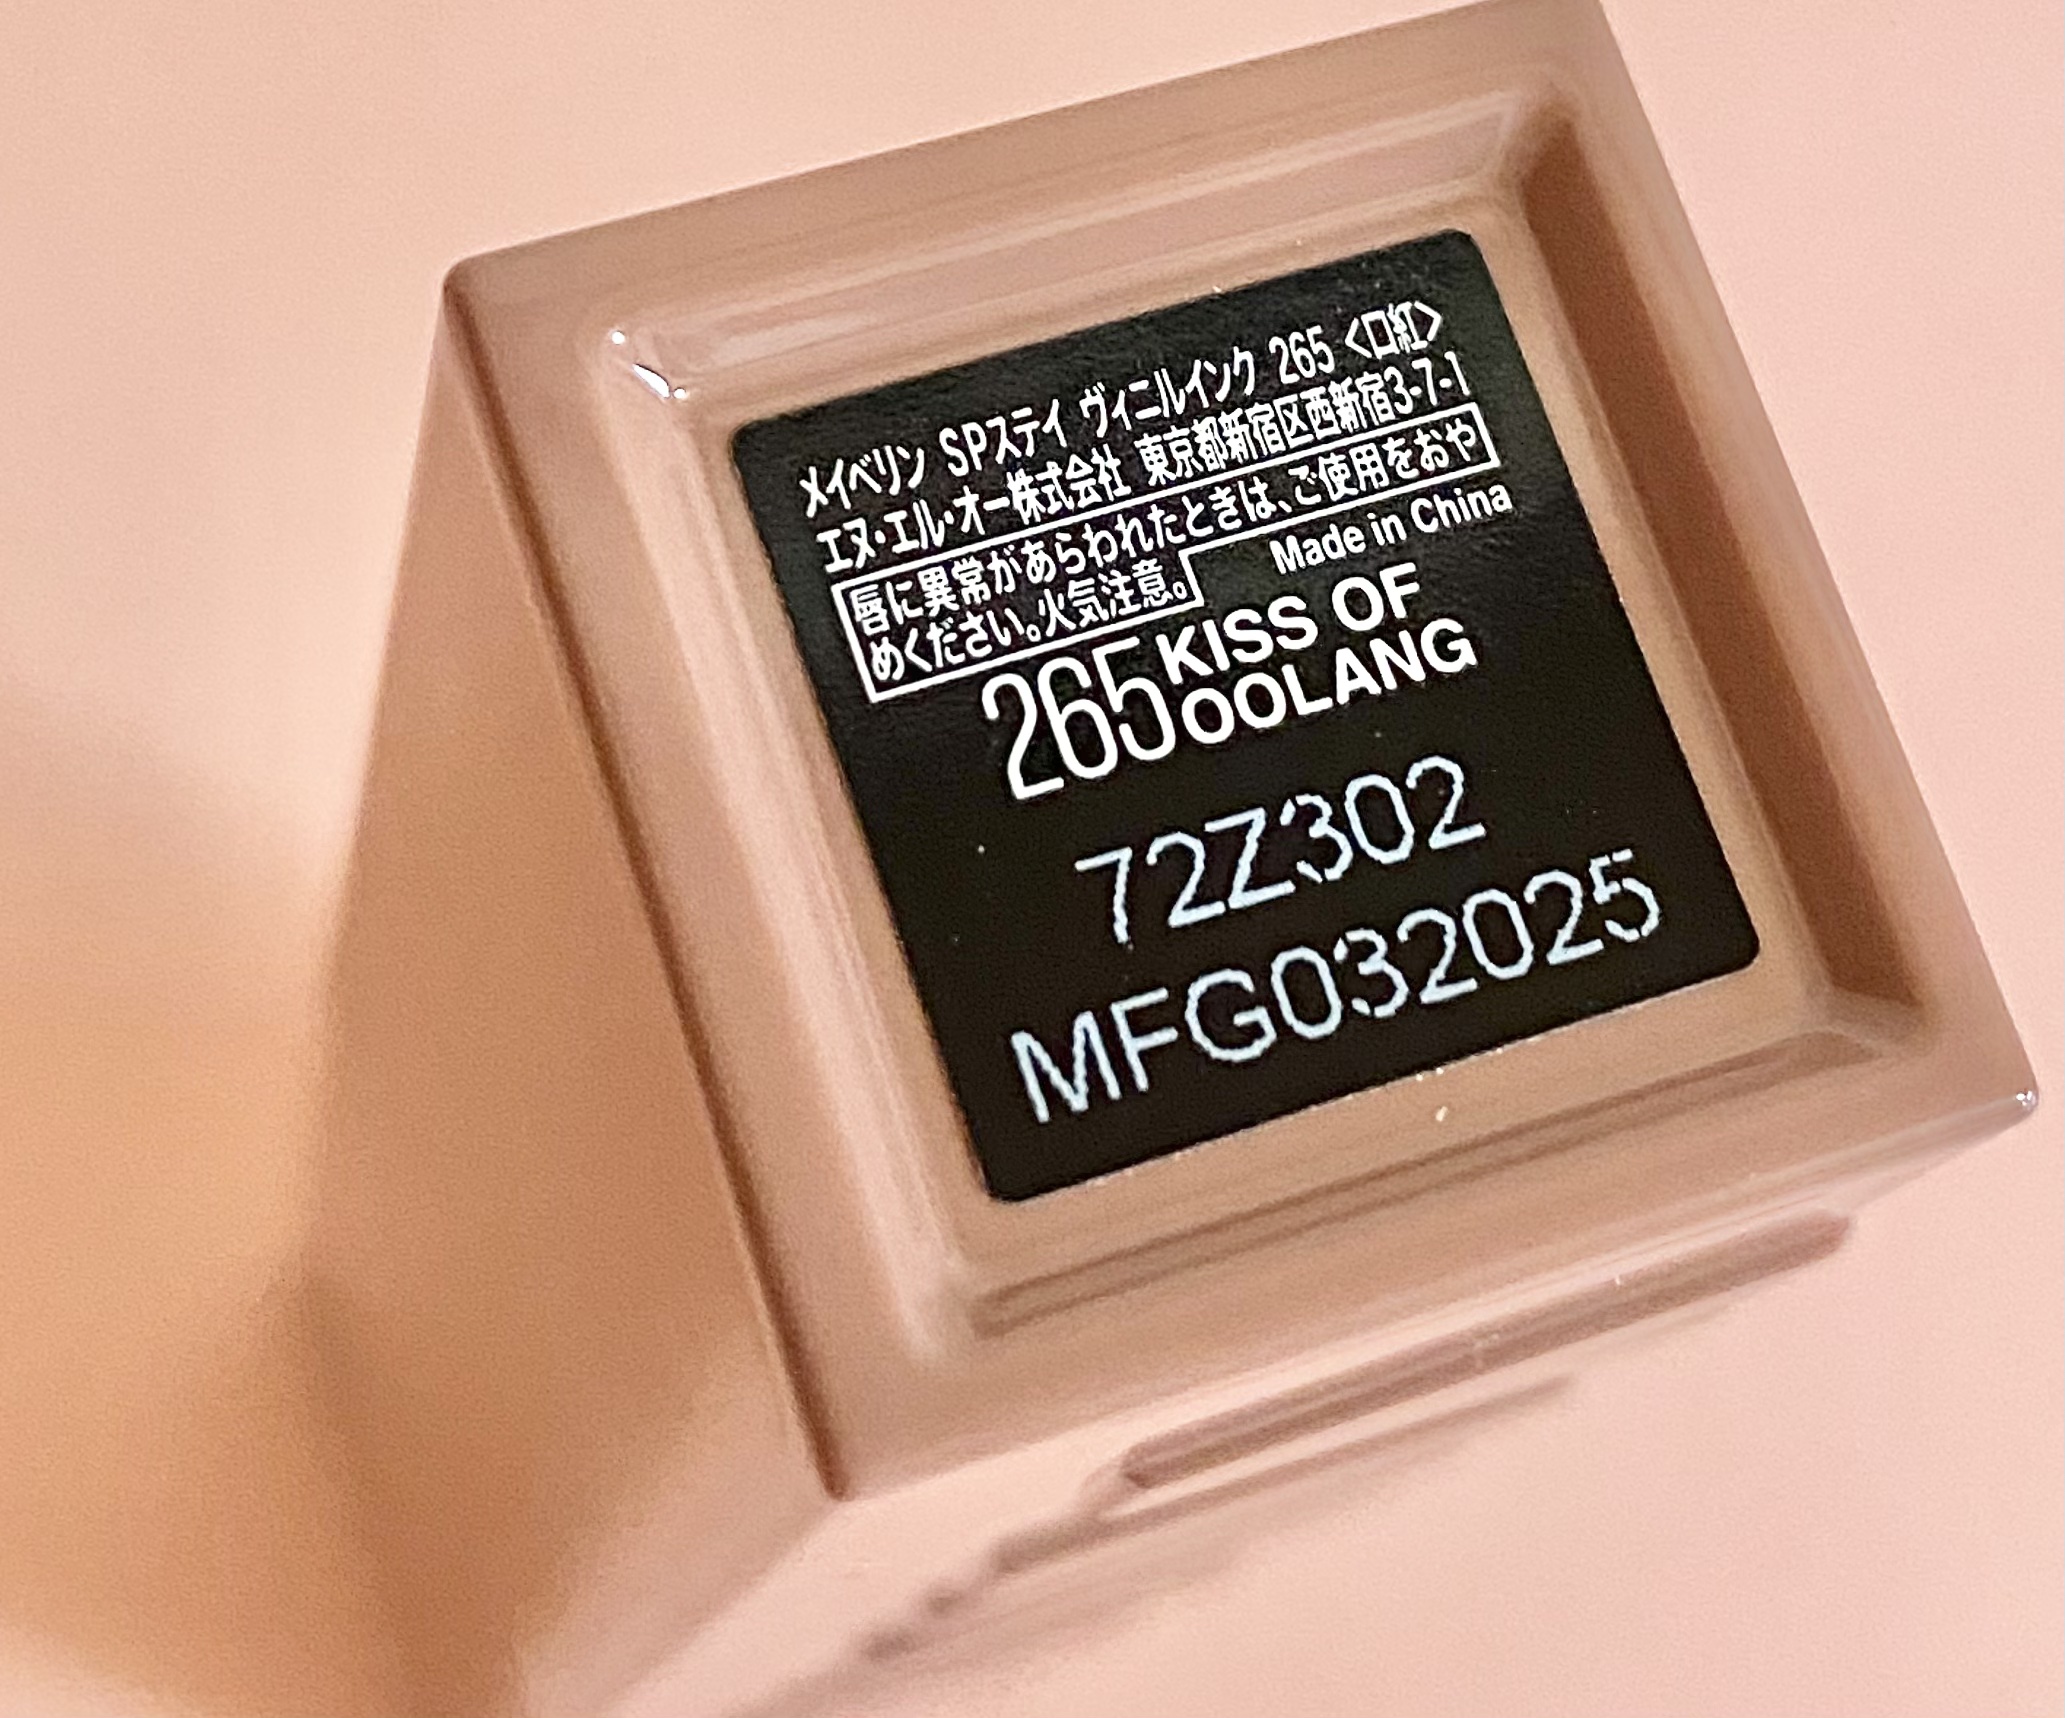 メイベリン SPステイ ヴィニルインク 265 <口紅>
エヌ・エル・オー株式会社 東京都新宿区西新宿3-7-1
唇に異常があらわれたときは、ご使用をおや
めください。火気注意。
Made in China
265 KISS OF
OOLANG
72Z302
MFG032025